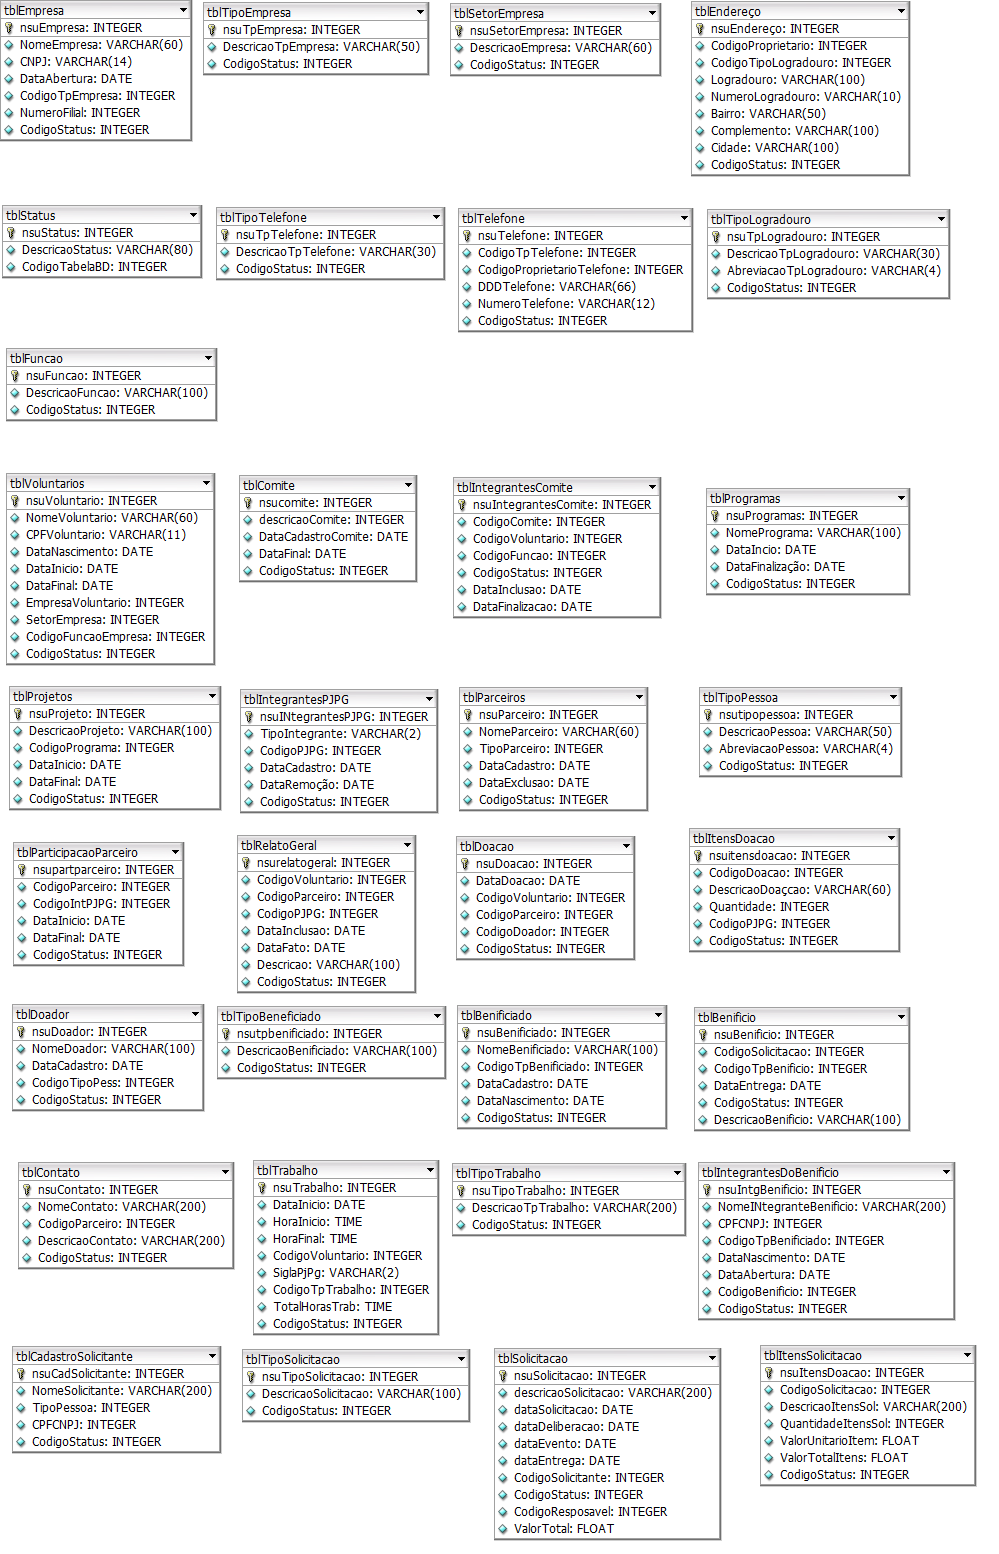 tblEmpresa
nsuEmpresa: INTEGER
NomeEmpresa: VARCHAR(60)
CNPJ: VARCHAR(14)
DataAbertura: DATE
CodigoTpEmpresa: INTEGER
NumeroFilial: INTEGER
CodigoStatus: INTEGER
tblTipoEmpresa
nsuTpEmpresa: INTEGER
DescricaoTpEmpresa: VARCHAR(50)
CodigoStatus: INTEGER
tblSetorEmpresa
nsuSetorEmpresa: INTEGER
DescricaoEmpresa: VARCHAR(60)
CodigoStatus: INTEGER
tblEndereço
nsuEndereço: INTEGER
CodigoProprietario: INTEGER
CodigoTipoLogradouro: INTEGER
Logradouro: VARCHAR(100)
NumeroLogradouro: VARCHAR(10)
Bairro: VARCHAR(50)
Complemento: VARCHAR(100)
Cidade: VARCHAR(100)
CodigoStatus: INTEGER
tblStatus
nsuStatus: INTEGER
DescricaoStatus: VARCHAR(80)
CodigoTabelaBD: INTEGER
tblTipoTelefone
nsuTpTelefone: INTEGER
DescricaoTpTelefone: VARCHAR(30)
CodigoStatus: INTEGER
tblTelefone
nsuTelefone: INTEGER
CodigoTpTelefone: INTEGER
CodigoProprietarioTelefone: INTEGER
DDDTelefone: VARCHAR(66)
NumeroTelefone: VARCHAR(12)
CodigoStatus: INTEGER
tblTipoLogradouro
nsuTpLogradouro: INTEGER
DescricaoTpLogradouro: VARCHAR(30)
AbreviacaoTpLogradouro: VARCHAR(4)
CodigoStatus: INTEGER
tblFuncao
nsuFuncao: INTEGER
DescricaoFuncao: VARCHAR(100)
CodigoStatus: INTEGER
tblVoluntarios
nsuVoluntario: INTEGER
NomeVoluntario: VARCHAR(60)
CPFVoluntario: VARCHAR(11)
DataNascimento: DATE
DataInicio: DATE
DataFinal: DATE
EmpresaVoluntario: INTEGER
SetorEmpresa: INTEGER
CodigoFuncaoEmpresa: INTEGER
CodigoStatus: INTEGER
tblComite
nsucomite: INTEGER
descricaoComite: INTEGER
DataCadastroComite: DATE
DataFinal: DATE
CodigoStatus: INTEGER
tblIntegrantesComite
nsuIntegrantesComite: INTEGER
CodigoComite: INTEGER
CodigoVoluntario: INTEGER
CodigoFuncao: INTEGER
CodigoStatus: INTEGER
DataInclusao: DATE
DataFinalizacao: DATE
tblProgramas
nsuProgramas: INTEGER
NomePrograma: VARCHAR(100)
DataIncio: DATE
DataFinalização: DATE
CodigoStatus: INTEGER
tblProjetos
nsuProjeto: INTEGER
DescricaoProjeto: VARCHAR(100)
CodigoPrograma: INTEGER
DataInicio: DATE
DataFinal: DATE
CodigoStatus: INTEGER
tblIntegrantesPJPG
nsuINtegrantesPJPG: INTEGER
TipoIntegrante: VARCHAR(2)
CodigoPJPG: INTEGER
DataCadastro: DATE
DataRemoção: DATE
CodigoStatus: INTEGER
tblParceiros
nsuParceiro: INTEGER
NomeParceiro: VARCHAR(60)
TipoParceiro: INTEGER
DataCadastro: DATE
DataExclusao: DATE
CodigoStatus: INTEGER
tblTipoPessoa
nsutipopessoa: INTEGER
DescricaoPessoa: VARCHAR(50)
AbreviacaoPessoa: VARCHAR(4)
CodigoStatus: INTEGER
tblParticipacaoParceiro
nsupartparceiro: INTEGER
CodigoParceiro: INTEGER
CodigoIntPJPG: INTEGER
DataInicio: DATE
DataFinal: DATE
CodigoStatus: INTEGER
tblRelatoGeral
nsurelatogeral: INTEGER
CodigoVoluntario: INTEGER
CodigoParceiro: INTEGER
CodigoPJPG: INTEGER
DataInclusao: DATE
DataFato: DATE
Descricao: VARCHAR(100)
CodigoStatus: INTEGER
tblDoacao
nsuDoacao: INTEGER
DataDoacao: DATE
CodigoVoluntario: INTEGER
CodigoParceiro: INTEGER
CodigoDoador: INTEGER
CodigoStatus: INTEGER
tblItensDoacao
nsuitensdoacao: INTEGER
CodigoDoacao: INTEGER
DescricaoDoaçcao: VARCHAR(60)
Quantidade: INTEGER
CodigoPJPG: INTEGER
CodigoStatus: INTEGER
tblDoador
nsuDoador: INTEGER
NomeDoador: VARCHAR(100)
DataCadastro: DATE
CodigoTipoPess: INTEGER
CodigoStatus: INTEGER
tblTipoBeneficiado
nsutpbenificiado: INTEGER
DescricaoBenificiado: VARCHAR(100)
CodigoStatus: INTEGER
tblBenificiado
nsuBenificiado: INTEGER
NomeBenificiado: VARCHAR(100)
CodigoTpBenificiado: INTEGER
DataCadastro: DATE
DataNascimento: DATE
CodigoStatus: INTEGER
tblBenificio
nsuBenificio: INTEGER
CodigoSolicitacao: INTEGER
CodigoTpBenificio: INTEGER
DataEntrega: DATE
CodigoStatus: INTEGER
DescricaoBenificio: VARCHAR(100)
tblContato
nsuContato: INTEGER
NomeContato: VARCHAR(200)
CodigoParceiro: INTEGER
DescricaoContato: VARCHAR(200)
CodigoStatus: INTEGER
tblTrabalho
nsuTrabalho: INTEGER
DataInicio: DATE
HoraInicio: TIME
HoraFinal: TIME
CodigoVoluntario: INTEGER
SiglaPjPg: VARCHAR(2)
CodigoTpTrabalho: INTEGER
TotalHorasTrab: TIME
CodigoStatus: INTEGER
tblTipoTrabalho
nsuTipoTrabalho: INTEGER
DescricaoTpTrabalho: VARCHAR(200)
CodigoStatus: INTEGER
tblIntegrantesDoBenificio
nsuIntgBenificio: INTEGER
NomeINtegranteBenificio: VARCHAR(200)
CPFCNPJ: INTEGER
CodigoTpBenificiado: INTEGER
DataNascimento: DATE
DataAbertura: DATE
CodigoBenificio: INTEGER
CodigoStatus: INTEGER
tblCadastroSolicitante
nsuCadSolicitante: INTEGER
NomeSolicitante: VARCHAR(200)
TipoPessoa: INTEGER
CPFCNPJ: INTEGER
CodigoStatus: INTEGER
tblTipoSolicitacao
nsuTipoSolicitacao: INTEGER
DescricaoSolicitacao: VARCHAR(100)
CodigoStatus: INTEGER
tblSolicitacao
nsuSolicitacao: INTEGER
descricaoSolicitacao: VARCHAR(200)
dataSolicitacao: DATE
dataDeliberacao: DATE
dataEvento: DATE
dataEntrega: DATE
CodigoSolicitante: INTEGER
CodigoStatus: INTEGER
CodigoResposavel: INTEGER
ValorTotal: FLOAT
tblItensSolicitacao
nsuItensDoacao: INTEGER
CodigoSolicitacao: INTEGER
DescricaoItensSol: VARCHAR(200)
QuantidadeItensSol: INTEGER
ValorUnitarioItem: FLOAT
ValorTotalItens: FLOAT
CodigoStatus: INTEGER